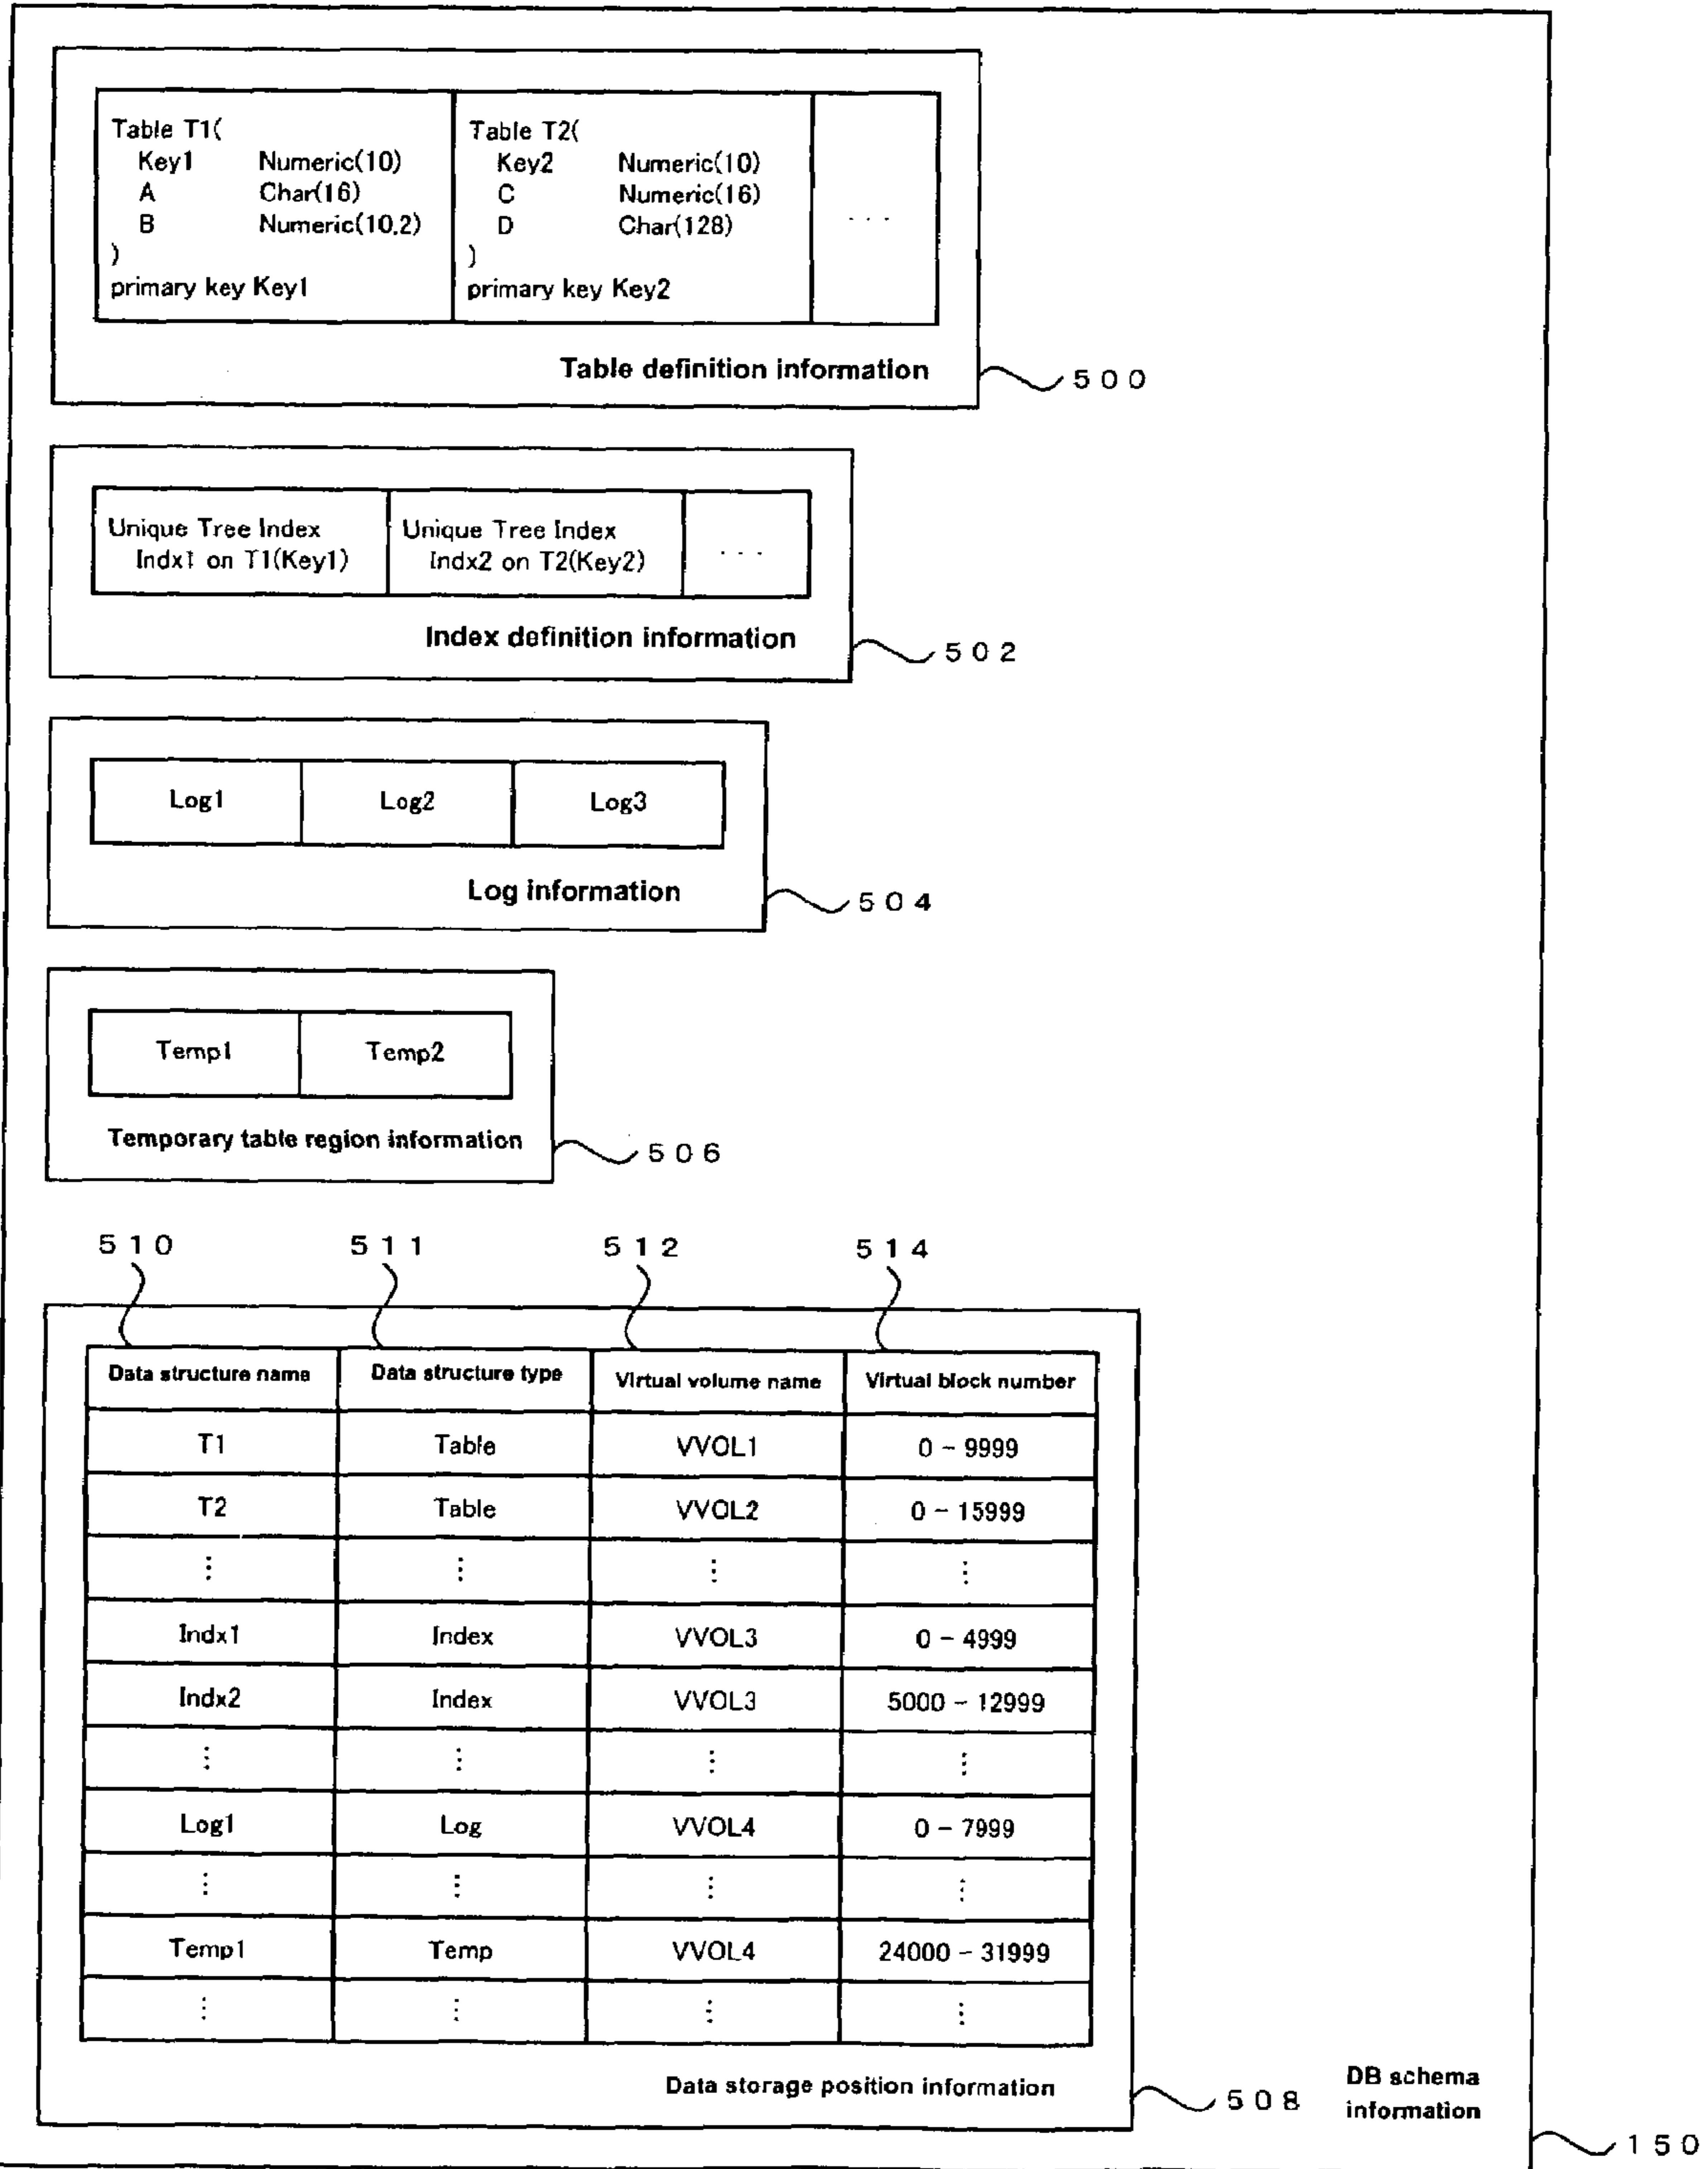 Table T1(
Key1 Numeric(10)
A Char(16)
B Numeric(10,2)
)
primary key Key1
Table T2(
Key2 Numeric(10)
C Numeric(16)
D Char(128)
)
primary key Key2
...
Table definition information
500
Unique Tree Index
Indx1 on T1(Key1)
Unique Tree Index
Indx2 on T2(Key2)
...
Index definition information
502
Log1 Log2 Log3
Log information
504
Temp1 Temp2
Temporary table region information
506
510 511 512 514
Data structure name Data structure type Virtual volume name Virtual block number
T1 Table VVOL1 0 – 9999
T2 Table VVOL2 0 – 15999
⋮ ⋮ ⋮ ⋮
Indx1 Index VVOL3 0 – 4999
Indx2 Index VVOL3 5000 – 12999
⋮ ⋮ ⋮ ⋮
Log1 Log VVOL4 0 – 7999
⋮ ⋮ ⋮ ⋮
Temp1 Temp VVOL4 24000 – 31999
⋮ ⋮ ⋮ ⋮
Data storage position information
508
DB schema
information
150